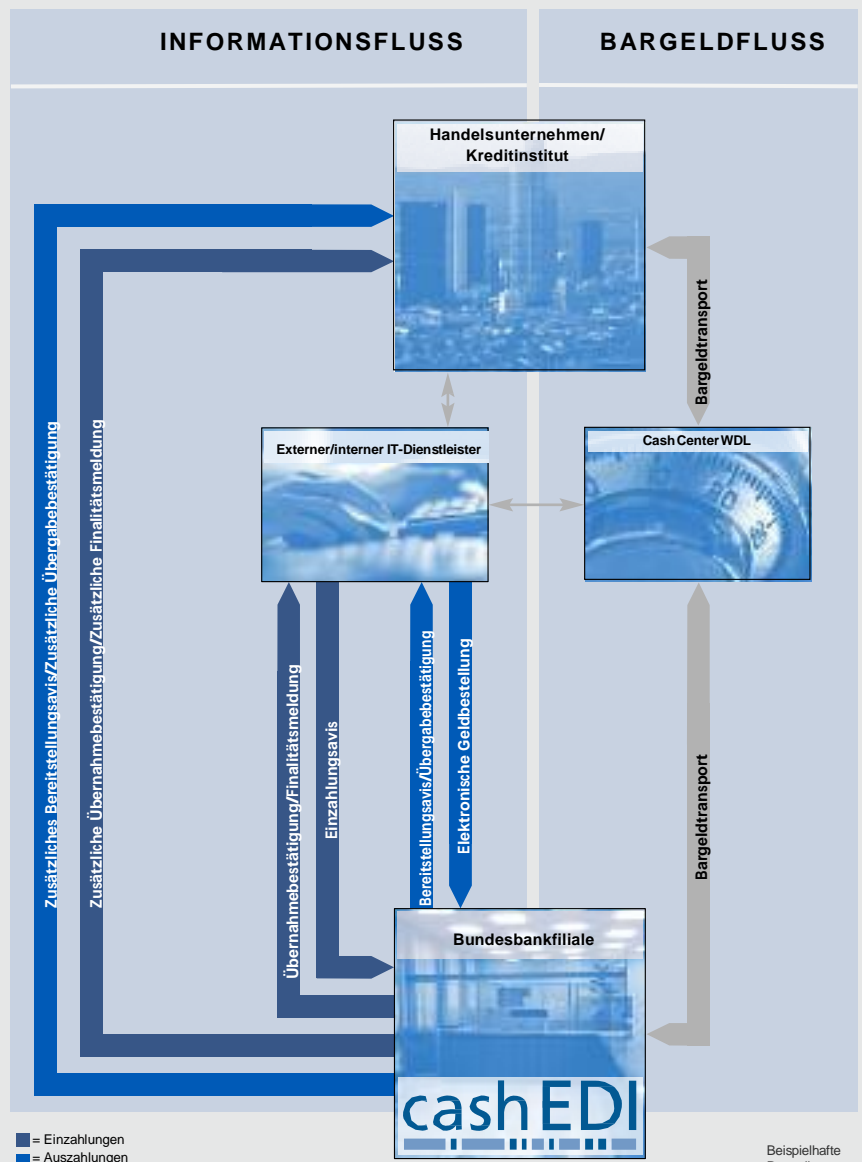 INFORMATIONSFLUSS
BARGELDFLUSS
Handelsunternehmen/
Kreditinstitut
Bargeldtransport
Externer/interner IT-Dienstleister
Cash Center WDL
Zusätzliches Bereitstellungsavis/Zusätzliche Übergabebestätigung
Zusätzliche Übernahmebestätigung/Zusätzliche Finalitätsmeldung
Übernahmebestätigung/Finalitätsmeldung
Einzahlungsavis
Bereitstellungsavis/Übergabebestätigung
Elektronische Geldbestellung
Bargeldtransport
Bundesbankfiliale
cashEDI
= Einzahlungen
= Auszahlungen
Beispielhafte